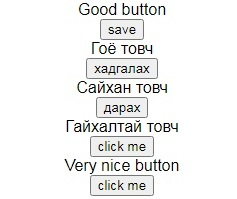 Good button
save
Гоё товч
хадгалах
Сайхан товч
дарах
Гайхалтай товч
click me
Very nice button
click me